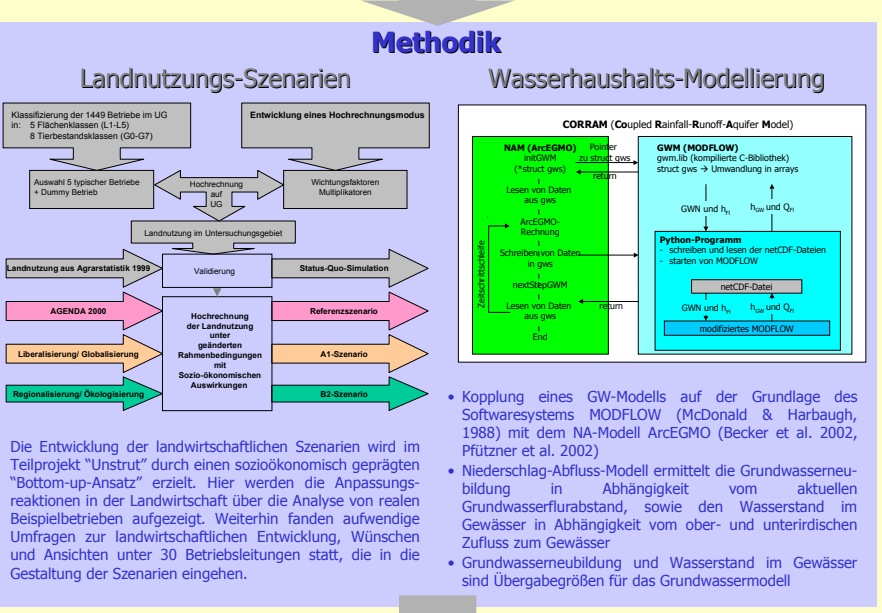 Methodik
Landnutzungs-Szenarien
Klassifizierung der 1449 Betriebe im UG
in: 5 Flächenklassen (L1-L5)
8 Tierbestandsklassen (G0-G7)
Entwicklung eines Hochrechnungsmodus
Auswahl 5 typischer Betriebe
+ Dummy Betrieb
Hochrechnung
auf
UG
Wichtungsfaktoren
Multiplikatoren
Landnutzung im Untersuchungsgebiet
Landnutzung aus Agrarstatistik 1999
Validierung
Status-Quo-Simulation
AGENDA 2000
Liberalisierung/ Globalisierung
Regionalisierung/ Ökologisierung
Hochrechnung
der Landnutzung
unter
geänderten
Rahmenbedingungen
mit
Sozio-ökonomischen
Auswirkungen
Referenzszenario
A1-Szenario
B2-Szenario
Die Entwicklung der landwirtschaftlichen Szenarien wird im
Teilprojekt “Unstrut” durch einen sozioökonomisch geprägten
“Bottom-up-Ansatz” erzielt. Hier werden die Anpassungs-
reaktionen in der Landwirtschaft über die Analyse von realen
Beispielbetrieben aufgezeigt. Weiterhin fanden aufwendige
Umfragen zur landwirtschaftlichen Entwicklung, Wünschen
und Ansichten unter 30 Betriebsleitungen statt, die in die
Gestaltung der Szenarien eingehen.
Wasserhaushalts-Modellierung
CORRAM (Coupled Rainfall-Runoff-Aquifer Model)
NAM (ArcEGMO)
initGWM
(*struct gws)
Lesen von Daten
aus gws
ArcEGMO-
Rechnung
Schreiben von Daten
in gws
nextStepGWM
Lesen von Daten
aus gws
End
Zeitschrittschleife
Pointer
zu struct gws
return
return
GWM (MODFLOW)
gwm.lib (kompilierte C-Bibliothek)
struct gws → Umwandlung in arrays
GWN und hFl
hGW und QFl
Python-Programm
- schreiben und lesen der netCDF-Dateien
- starten von MODFLOW
netCDF-Datei
GWN und hFl
hGW und QFl
modifiziertes MODFLOW
• Kopplung eines GW-Modells auf der Grundlage des
Softwaresystems MODFLOW (McDonald & Harbaugh,
1988) mit dem NA-Modell ArcEGMO (Becker et al. 2002,
Pfützner et al. 2002)
• Niederschlag-Abfluss-Modell ermittelt die Grundwasserneu-
bildung in Abhängigkeit vom aktuellen
Grundwasserflurabstand, sowie den Wasserstand im
Gewässer in Abhängigkeit vom ober- und unterirdischen
Zufluss zum Gewässer
• Grundwasserneubildung und Wasserstand im Gewässer
sind Übergabegrößen für das Grundwassermodell